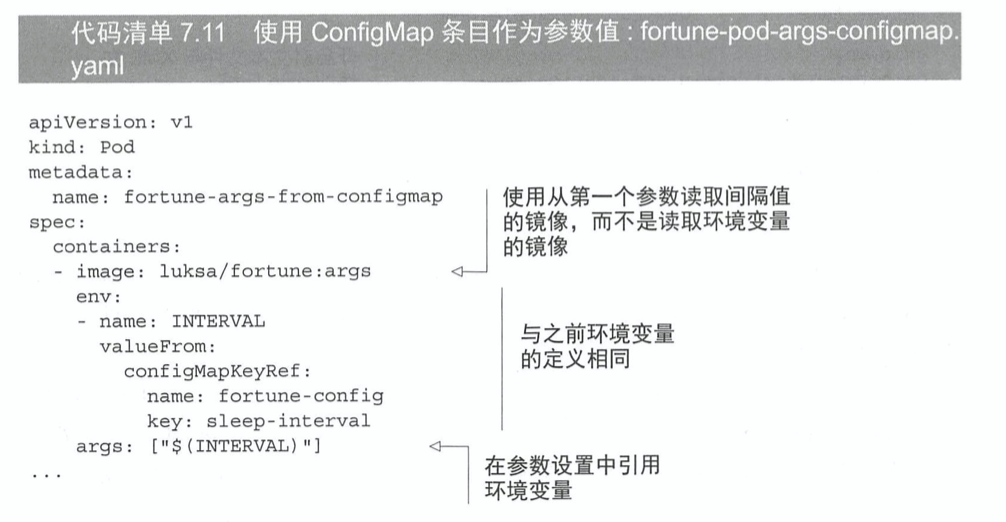 代码清单 7.11 使用 ConfigMap 条目作为参数值 : fortune-pod-args-configmap.
yaml
apiVersion: v1
kind: Pod
metadata:
  name: fortune-args-from-configmap
spec:
  containers:
  - image: luksa/fortune:args
    env:
    - name: INTERVAL
      valueFrom:
        configMapKeyRef:
          name: fortune-config
          key: sleep-interval
    args: ["$(INTERVAL)"]
...
使用从第一个参数读取间隔值
的镜像，而不是读取环境变量
的镜像
与之前环境变量
的定义相同
在参数设置中引用
环境变量